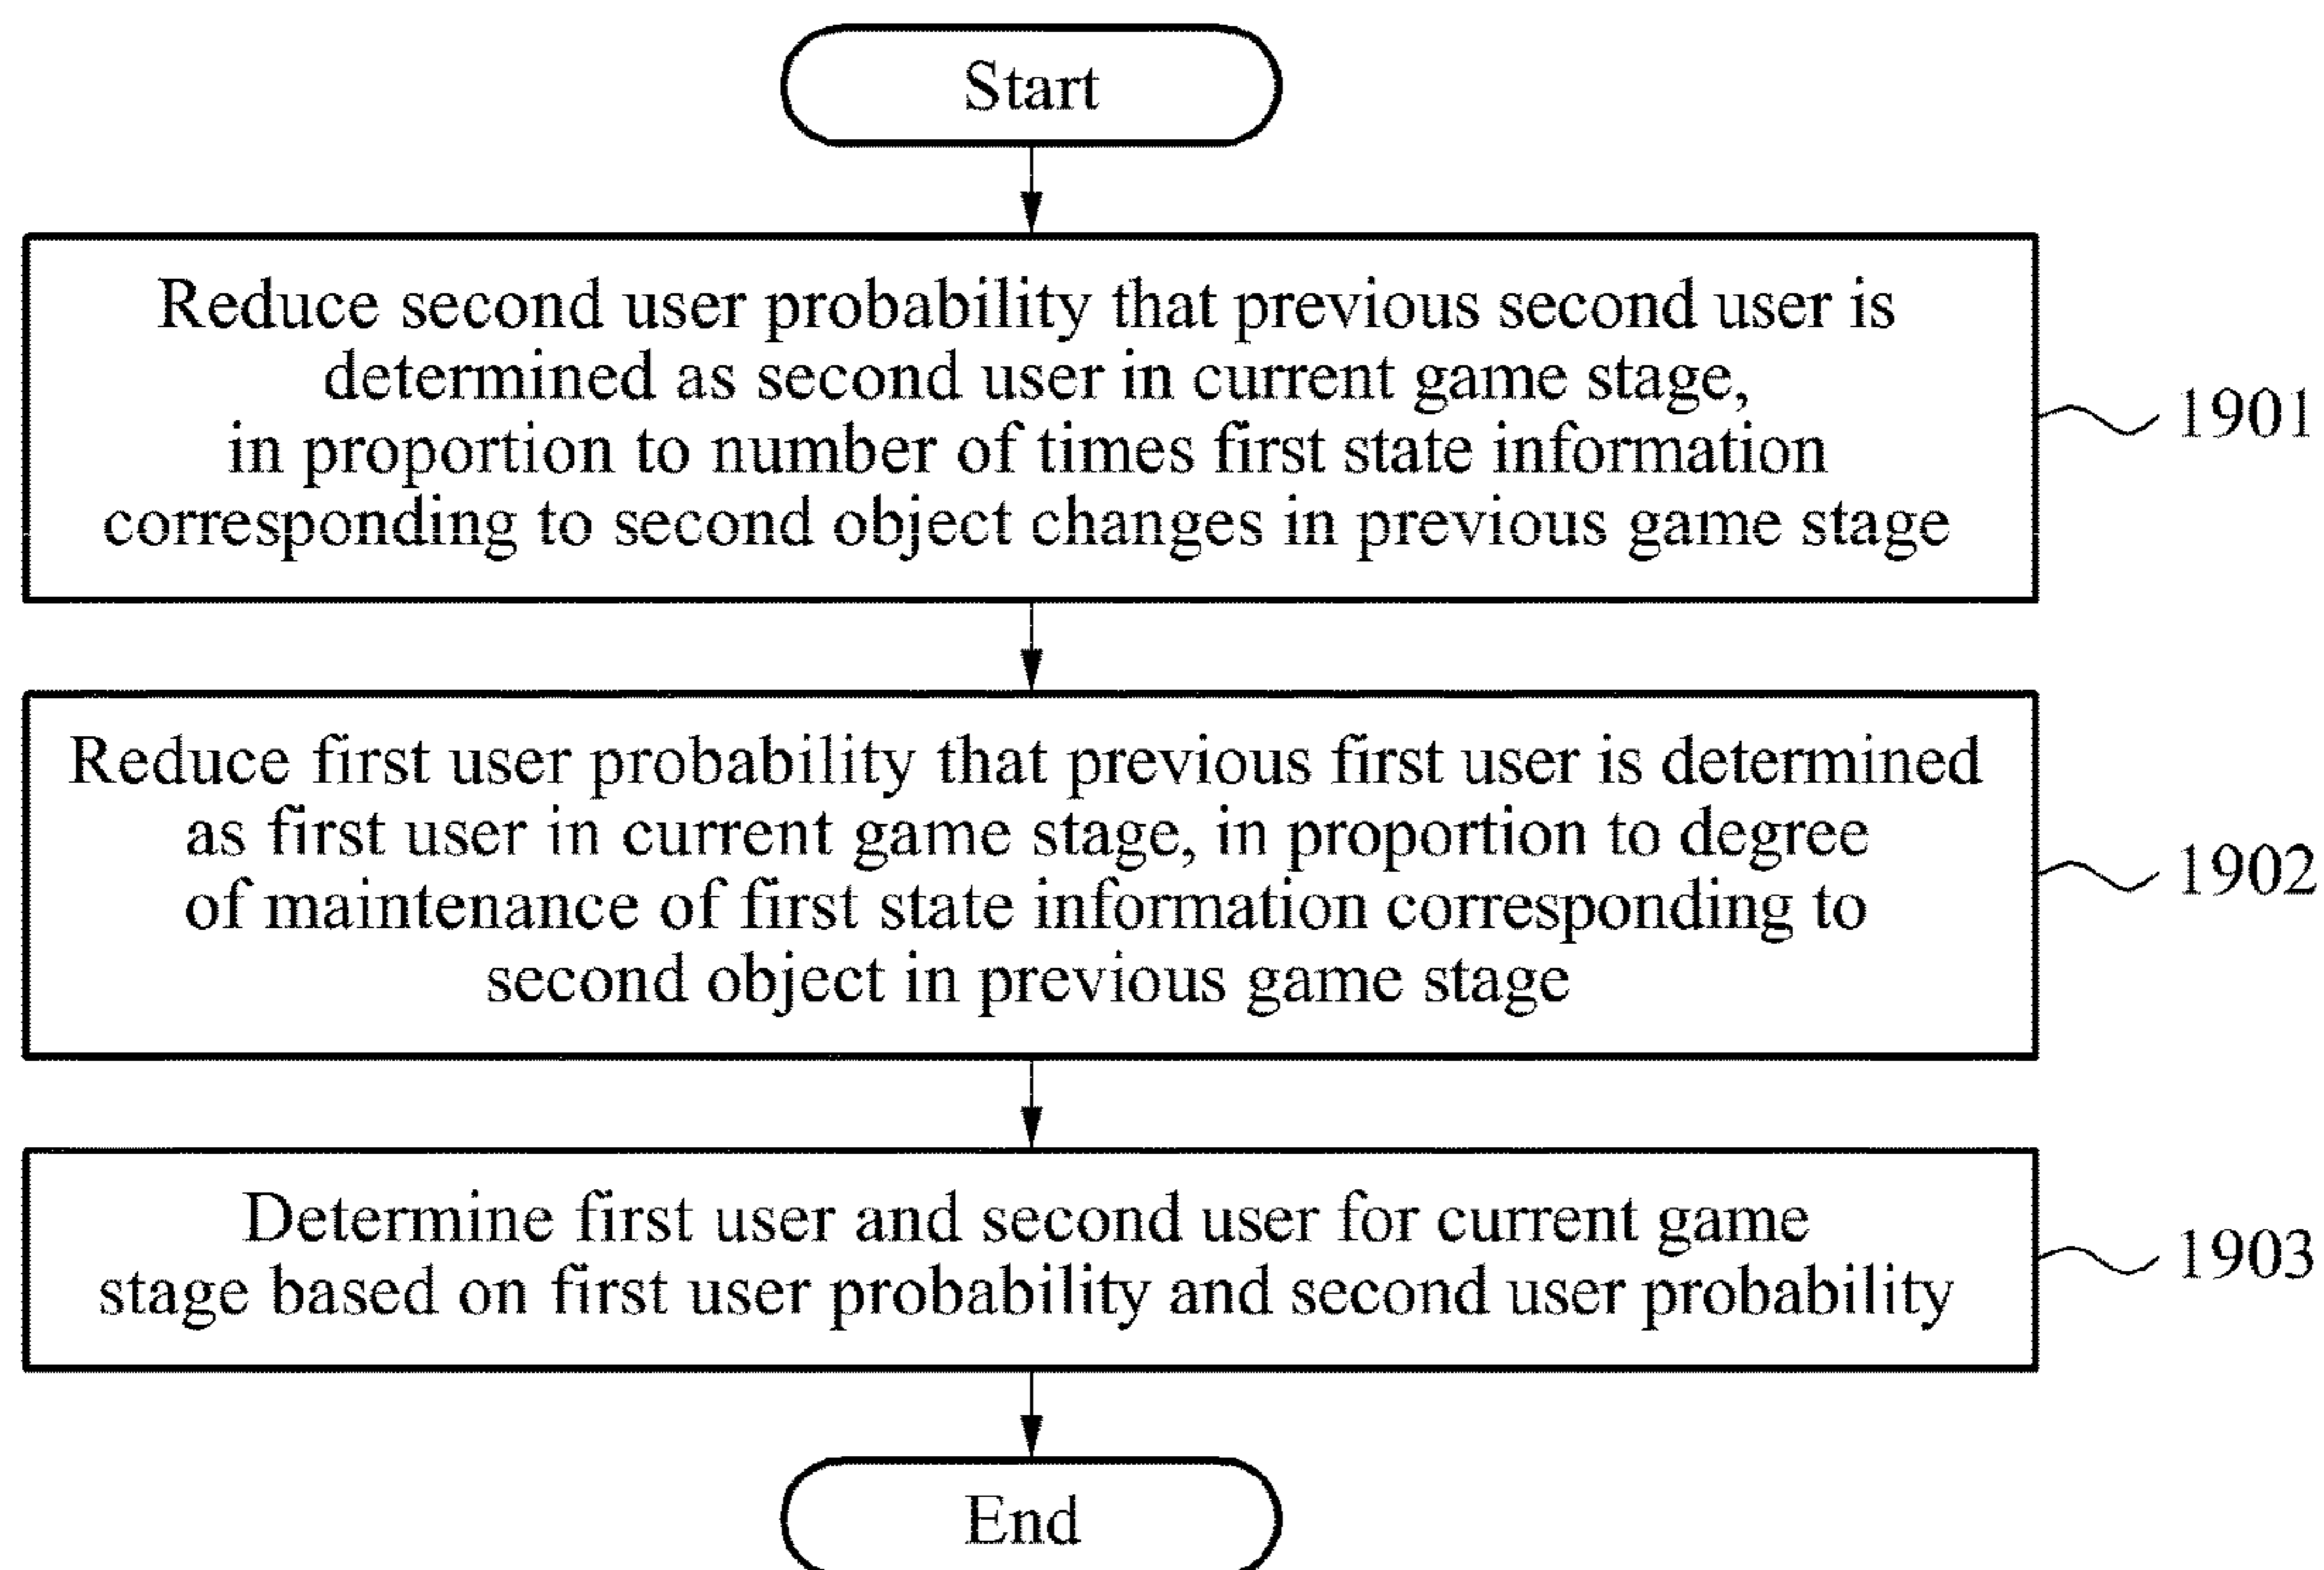 Start
Reduce second user probability that previous second user is
determined as second user in current game stage,
in proportion to number of times first state information
corresponding to second object changes in previous game stage
1901
Reduce first user probability that previous first user is determined
as first user in current game stage, in proportion to degree
of maintenance of first state information corresponding to
second object in previous game stage
1902
Determine first user and second user for current game
stage based on first user probability and second user probability
1903
End